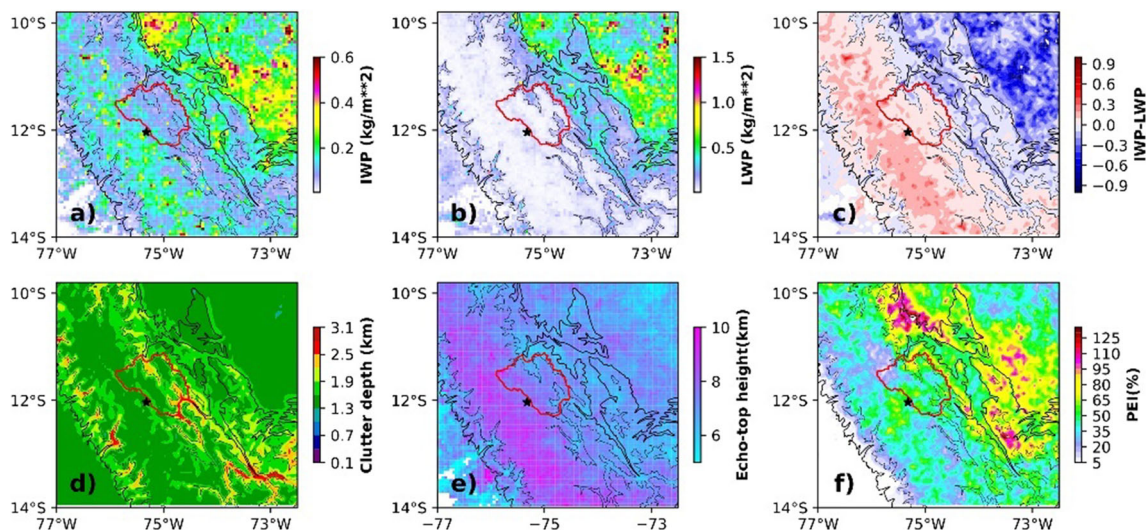 10°S
12°S
14°S
77°W
75°W
73°W
a)
0.6
0.4
0.2
IWP (kg/m**2)
10°S
12°S
14°S
77°W
75°W
73°W
b)
1.5
1.0
0.5
LWP (kg/m**2)
10°S
12°S
14°S
77°W
75°W
73°W
c)
0.9
0.6
0.3
0.0
−0.3
−0.6
−0.9
IWP-LWP
10°S
12°S
14°S
77°W
75°W
73°W
d)
3.1
2.5
1.9
1.3
0.7
0.1
Clutter depth (km)
10°S
12°S
14°S
−77
−75
−73
e)
10
8
6
Echo-top height(km)
10°S
12°S
14°S
77°W
75°W
73°W
f)
125
110
95
80
65
50
35
20
5
PEI(%)